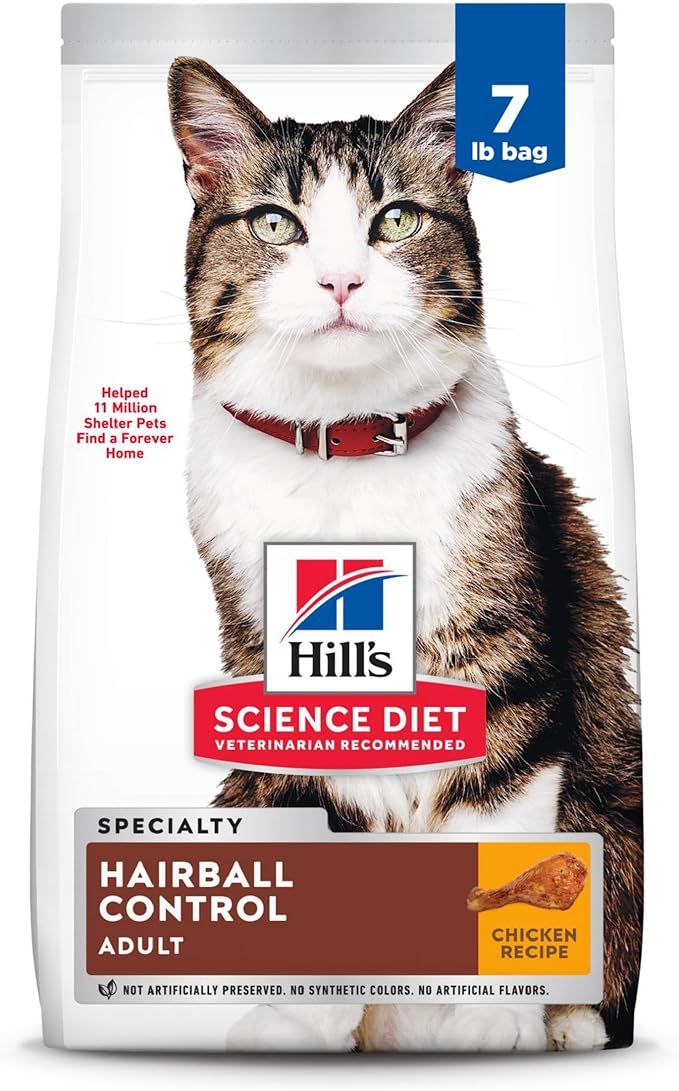 7
lb bag
Helped
11 Million
Shelter Pets
Find a Forever
Home
Hill's
SCIENCE DIET
VETERINARIAN RECOMMENDED
SPECIALTY
HAIRBALL
CONTROL
ADULT
CHICKEN
RECIPE
NOT ARTIFICIALLY PRESERVED. NO SYNTHETIC COLORS. NO ARTIFICIAL FLAVORS.